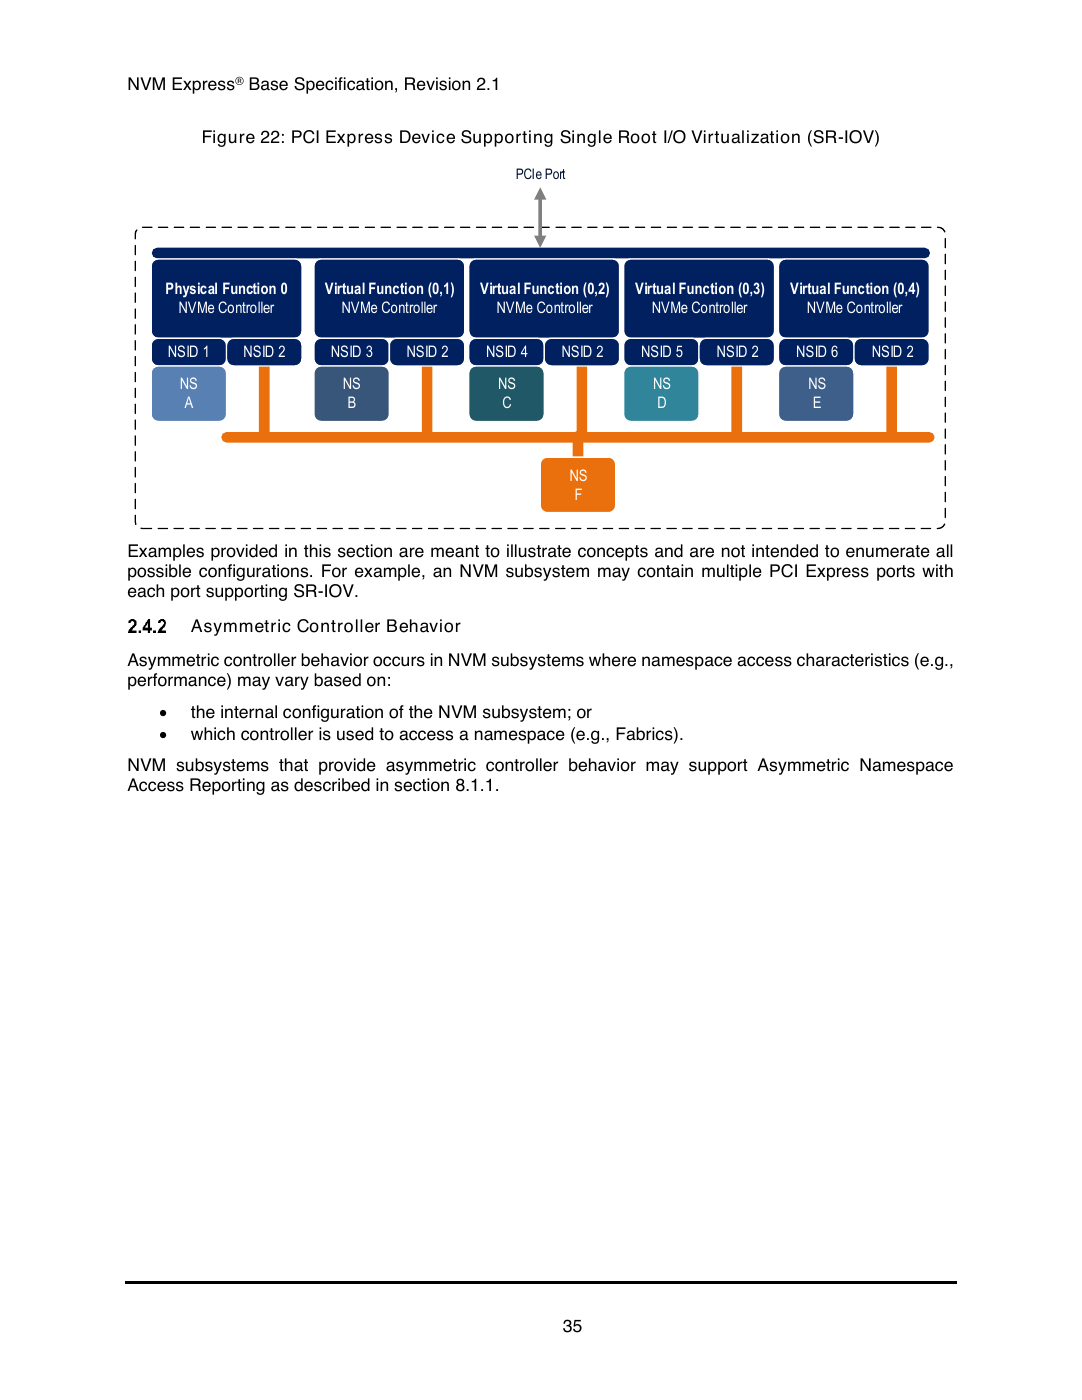 NVM Express® Base Specification, Revision 2.1
Figure 22: PCI Express Device Supporting Single Root I/O Virtualization (SR-IOV)
PCIe Port
Physical Function 0
NVMe Controller
Virtual Function (0,1)
NVMe Controller
Virtual Function (0,2)
NVMe Controller
Virtual Function (0,3)
NVMe Controller
Virtual Function (0,4)
NVMe Controller
NSID 1
NSID 2
NSID 3
NSID 2
NSID 4
NSID 2
NSID 5
NSID 2
NSID 6
NSID 2
NS
A
NS
B
NS
C
NS
D
NS
E
NS
F
Examples provided in this section are meant to illustrate concepts and are not intended to enumerate all
possible configurations. For example, an NVM subsystem may contain multiple PCI Express ports with
each port supporting SR-IOV.
2.4.2 Asymmetric Controller Behavior
Asymmetric controller behavior occurs in NVM subsystems where namespace access characteristics (e.g.,
performance) may vary based on:
• the internal configuration of the NVM subsystem; or
• which controller is used to access a namespace (e.g., Fabrics).
NVM subsystems that provide asymmetric controller behavior may support Asymmetric Namespace
Access Reporting as described in section 8.1.1.
35